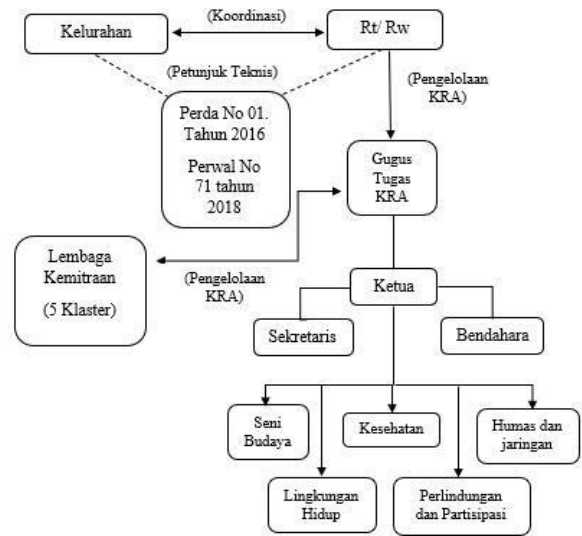 (Koordinasi)
Kelurahan
Rt/ Rw
(Petunjuk Teknis)
(Pengelolaan
KRA)
Perda No 01.
Tahun 2016
Perwal No
71 tahun
2018
Gugus
Tugas
KRA
Lembaga
Kemitraan
(5 Klaster)
(Pengelolaan
KRA)
Ketua
Sekretaris
Bendahara
Seni
Budaya
Kesehatan
Humas dan
jaringan
Lingkungan
Hidup
Perlindungan
dan Partisipasi